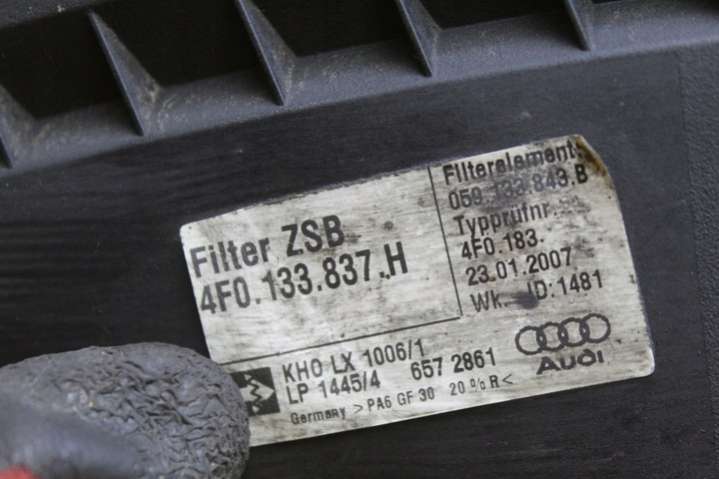 Filter ZSB
4F0.133.837.H
Filterelement:
059.133.843.B
Typprüfnr.
4F0.183.
23.01.2007
Wk. ID:1481
KHO LX 1006/1
LP 1445/4 657 2861
Germany >PA6 GF 30 20%R<
Audi